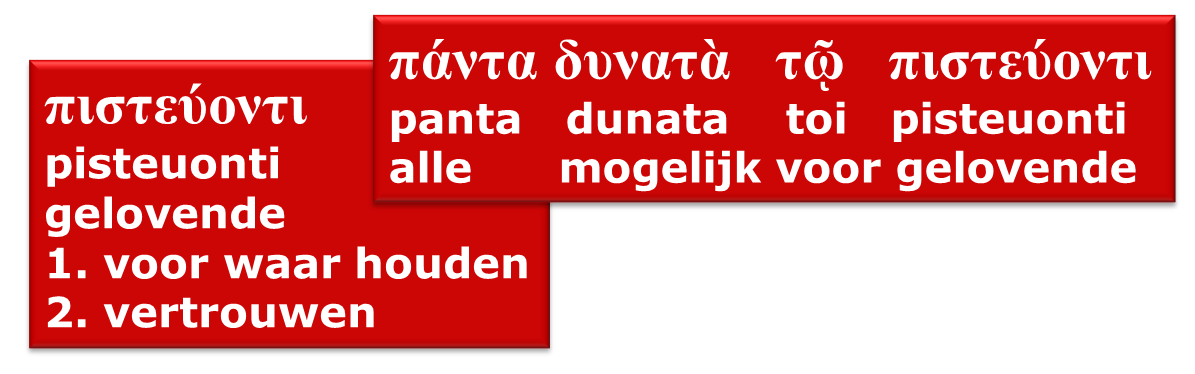 πάντα δυνατὰ τῷ πιστεύοντι
panta dunata toi pisteuonti
alle mogelijk voor gelovende
πιστεύοντι
pisteuonti
gelovende
1. voor waar houden
2. vertrouwen